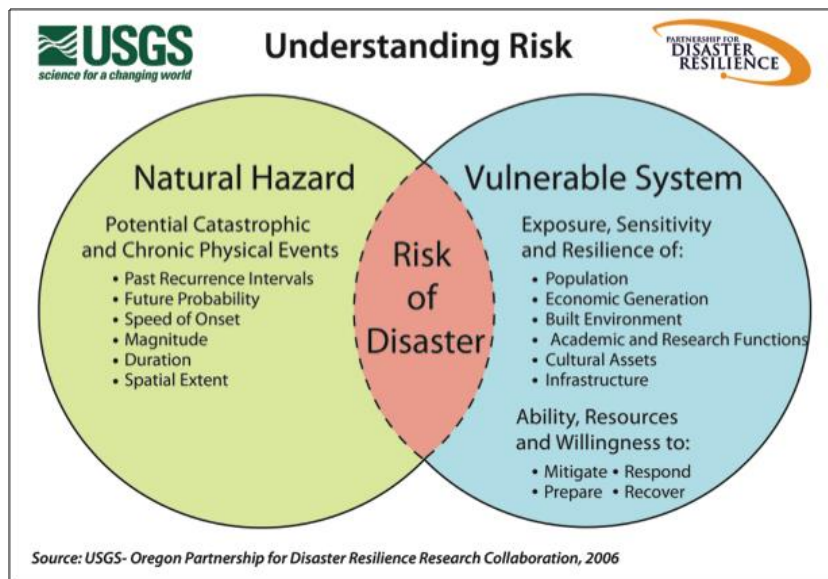 USGS
science for a changing world
Understanding Risk
PARTNERSHIP FOR
DISASTER
RESILIENCE
Natural Hazard
Potential Catastrophic
and Chronic Physical Events
• Past Recurrence Intervals
• Future Probability
• Speed of Onset
• Magnitude
• Duration
• Spatial Extent
Risk
of
Disaster
Vulnerable System
Exposure, Sensitivity
and Resilience of:
• Population
• Economic Generation
• Built Environment
• Academic and Research Functions
• Cultural Assets
• Infrastructure
Ability, Resources
and Willingness to:
• Mitigate • Respond
• Prepare • Recover
Source: USGS- Oregon Partnership for Disaster Resilience Research Collaboration, 2006